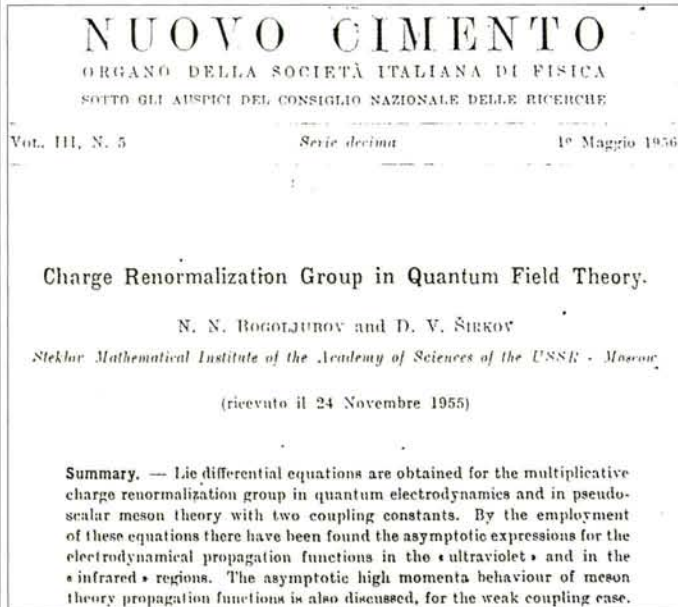 NUOVO CIMENTO
ORGANO DELLA SOCIETÀ ITALIANA DI FISICA
SOTTO GLI AUSPICI DEL CONSIGLIO NAZIONALE DELLE RICERCHE
VOL. III, N. 5 Serie decima 1º Maggio 1956
Charge Renormalization Group in Quantum Field Theory.
N. N. BOGOLJUBOV and D. V. ŠIRKOV
Steklov Mathematical Institute of the Academy of Sciences of the USSR - Moscow
(ricevuto il 24 Novembre 1955)
Summary. — Lie differential equations are obtained for the multiplicative
charge renormalization group in quantum electrodynamics and in pseudo-
scalar meson theory with two coupling constants. By the employment
of these equations there have been found the asymptotic expressions for the
electrodynamical propagation functions in the « ultraviolet » and in the
« infrared » regions. The asymptotic high momenta behaviour of meson
theory propagation functions is also discussed, for the weak coupling case.